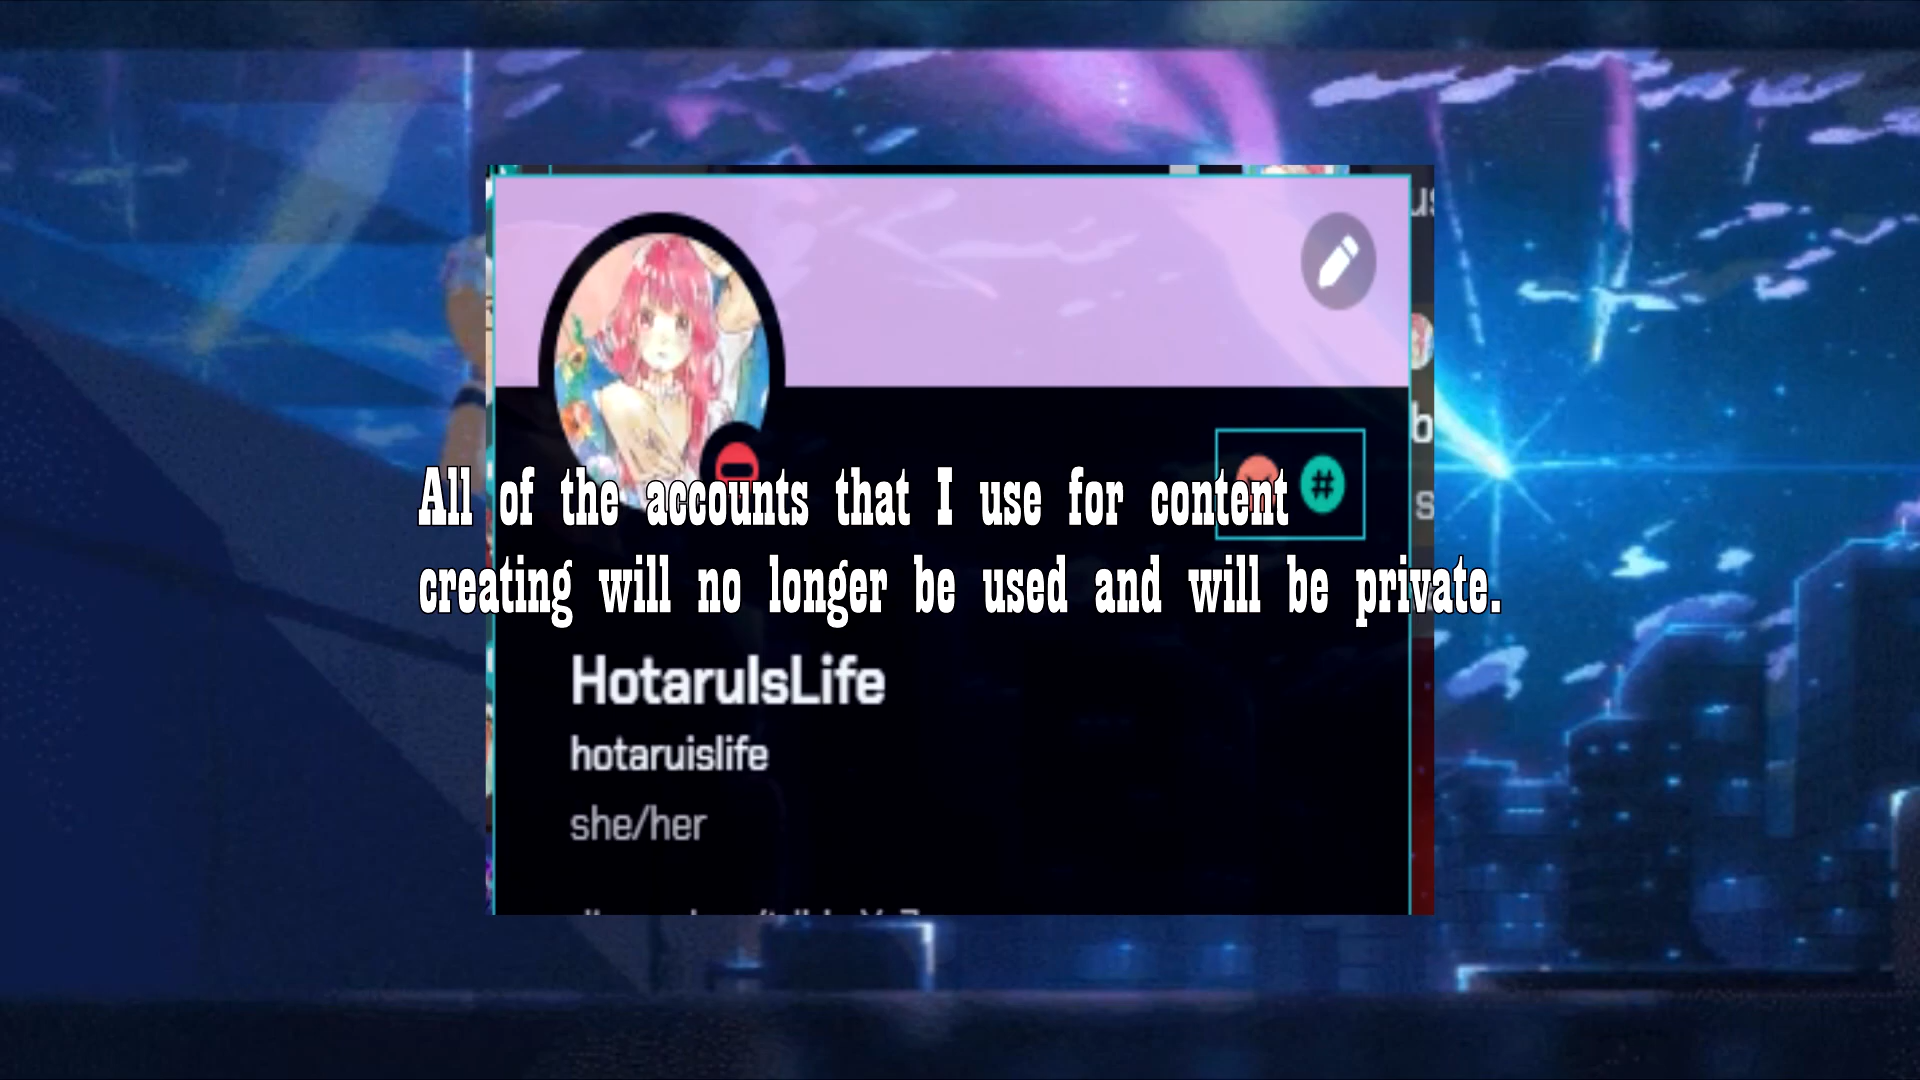 All of the accounts that I use for content
creating will no longer be used and will be private.
HotaruIsLife
hotaruislife
she/her